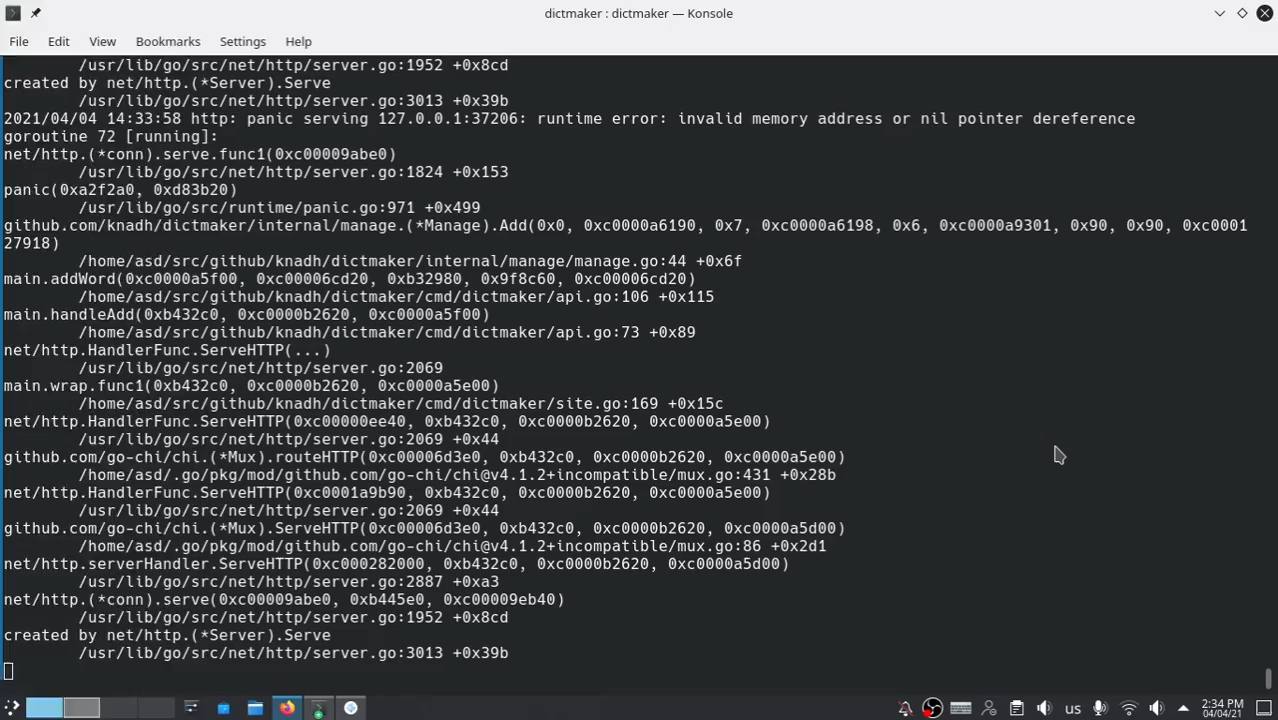 dictmaker : dictmaker — Konsole
File Edit View Bookmarks Settings Help
/usr/lib/go/src/net/http/server.go:1952 +0x8cd
created by net/http.(*Server).Serve
/usr/lib/go/src/net/http/server.go:3013 +0x39b
2021/04/04 14:33:58 http: panic serving 127.0.0.1:37206: runtime error: invalid memory address or nil pointer dereference
goroutine 72 [running]:
net/http.(*conn).serve.func1(0xc00009abe0)
/usr/lib/go/src/net/http/server.go:1824 +0x153
panic(0xa2f2a0, 0xd83b20)
/usr/lib/go/src/runtime/panic.go:971 +0x499
github.com/knadh/dictmaker/internal/manage.(*Manage).Add(0x0, 0xc0000a6190, 0x7, 0xc0000a6198, 0x6, 0xc0000a9301, 0x90, 0x90, 0xc0001
27918)
/home/asd/src/github/knadh/dictmaker/internal/manage/manage.go:44 +0x6f
main.addWord(0xc0000a5f00, 0xc00006cd20, 0xb32980, 0x9f8c60, 0xc00006cd20)
/home/asd/src/github/knadh/dictmaker/cmd/dictmaker/api.go:106 +0x115
main.handleAdd(0xb432c0, 0xc0000b2620, 0xc0000a5f00)
/home/asd/src/github/knadh/dictmaker/cmd/dictmaker/api.go:73 +0x89
net/http.HandlerFunc.ServeHTTP(...)
/usr/lib/go/src/net/http/server.go:2069
main.wrap.func1(0xb432c0, 0xc0000b2620, 0xc0000a5e00)
/home/asd/src/github/knadh/dictmaker/cmd/dictmaker/site.go:169 +0x15c
net/http.HandlerFunc.ServeHTTP(0xc00000ee40, 0xb432c0, 0xc0000b2620, 0xc0000a5e00)
/usr/lib/go/src/net/http/server.go:2069 +0x44
github.com/go-chi/chi.(*Mux).routeHTTP(0xc00006d3e0, 0xb432c0, 0xc0000b2620, 0xc0000a5e00)
/home/asd/.go/pkg/mod/github.com/go-chi/chi@v4.1.2+incompatible/mux.go:431 +0x28b
net/http.HandlerFunc.ServeHTTP(0xc0001a9b90, 0xb432c0, 0xc0000b2620, 0xc0000a5e00)
/usr/lib/go/src/net/http/server.go:2069 +0x44
github.com/go-chi/chi.(*Mux).ServeHTTP(0xc00006d3e0, 0xb432c0, 0xc0000b2620, 0xc0000a5d00)
/home/asd/.go/pkg/mod/github.com/go-chi/chi@v4.1.2+incompatible/mux.go:86 +0x2d1
net/http.serverHandler.ServeHTTP(0xc000282000, 0xb432c0, 0xc0000b2620, 0xc0000a5d00)
/usr/lib/go/src/net/http/server.go:2887 +0xa3
net/http.(*conn).serve(0xc00009abe0, 0xb445e0, 0xc00009eb40)
/usr/lib/go/src/net/http/server.go:1952 +0x8cd
created by net/http.(*Server).Serve
/usr/lib/go/src/net/http/server.go:3013 +0x39b
us 2:34 PM
04/04/21